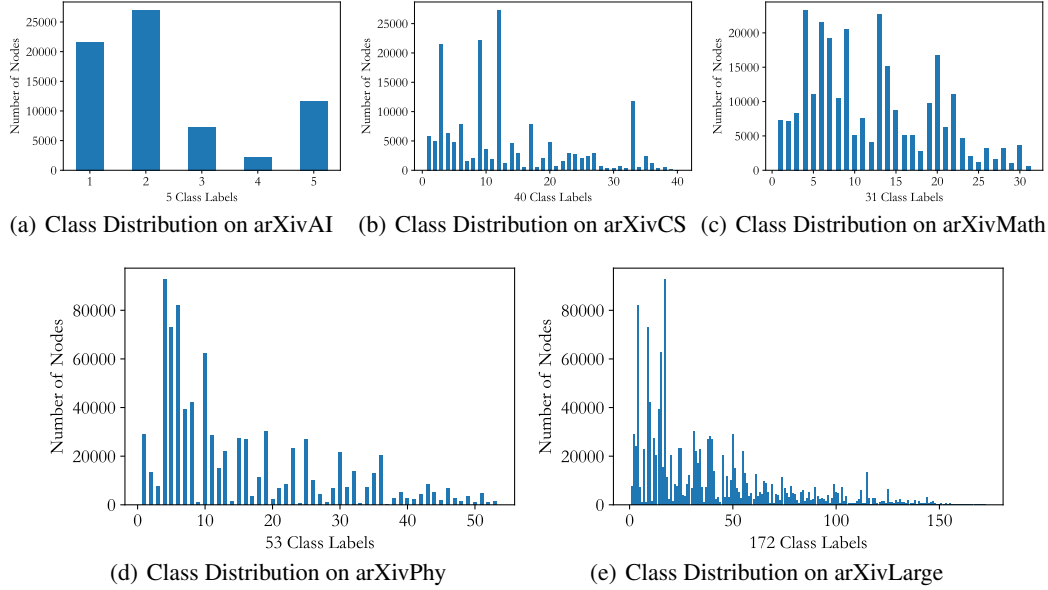 25000
20000
15000
10000
5000
0
Number of Nodes
1 2 3 4 5
5 Class Labels
(a) Class Distribution on arXivAI
25000
20000
15000
10000
5000
0
Number of Nodes
0 10 20 30 40
40 Class Labels
(b) Class Distribution on arXivCS
20000
15000
10000
5000
0
Number of Nodes
0 5 10 15 20 25 30
31 Class Labels
(c) Class Distribution on arXivMath
80000
60000
40000
20000
0
Number of Nodes
0 10 20 30 40 50
53 Class Labels
(d) Class Distribution on arXivPhy
80000
60000
40000
20000
0
Number of Nodes
0 50 100 150
172 Class Labels
(e) Class Distribution on arXivLarge